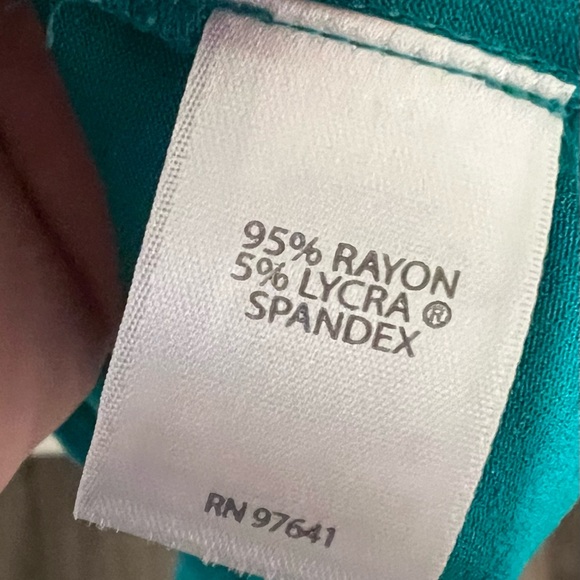 95% RAYON
5% LYCRA ®
SPANDEX
RN 97641